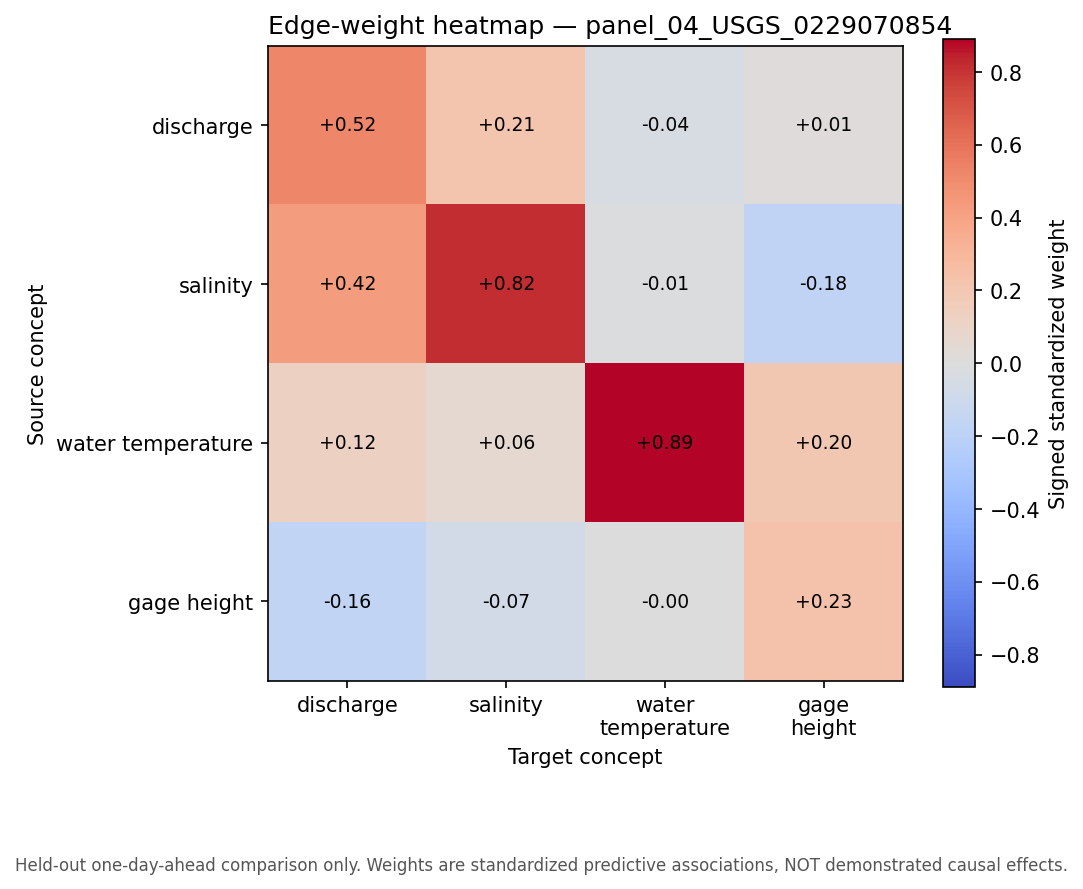 Edge-weight heatmap — panel_04_USGS_0229070854
discharge
+0.52
+0.21
-0.04
+0.01
salinity
+0.42
+0.82
-0.01
-0.18
water temperature
+0.12
+0.06
+0.89
+0.20
gage height
-0.16
-0.07
-0.00
+0.23
Source concept
discharge
salinity
water
temperature
gage
height
Target concept
0.8
0.6
0.4
0.2
0.0
−0.2
−0.4
−0.6
−0.8
Signed standardized weight
Held-out one-day-ahead comparison only. Weights are standardized predictive associations, NOT demonstrated causal effects.